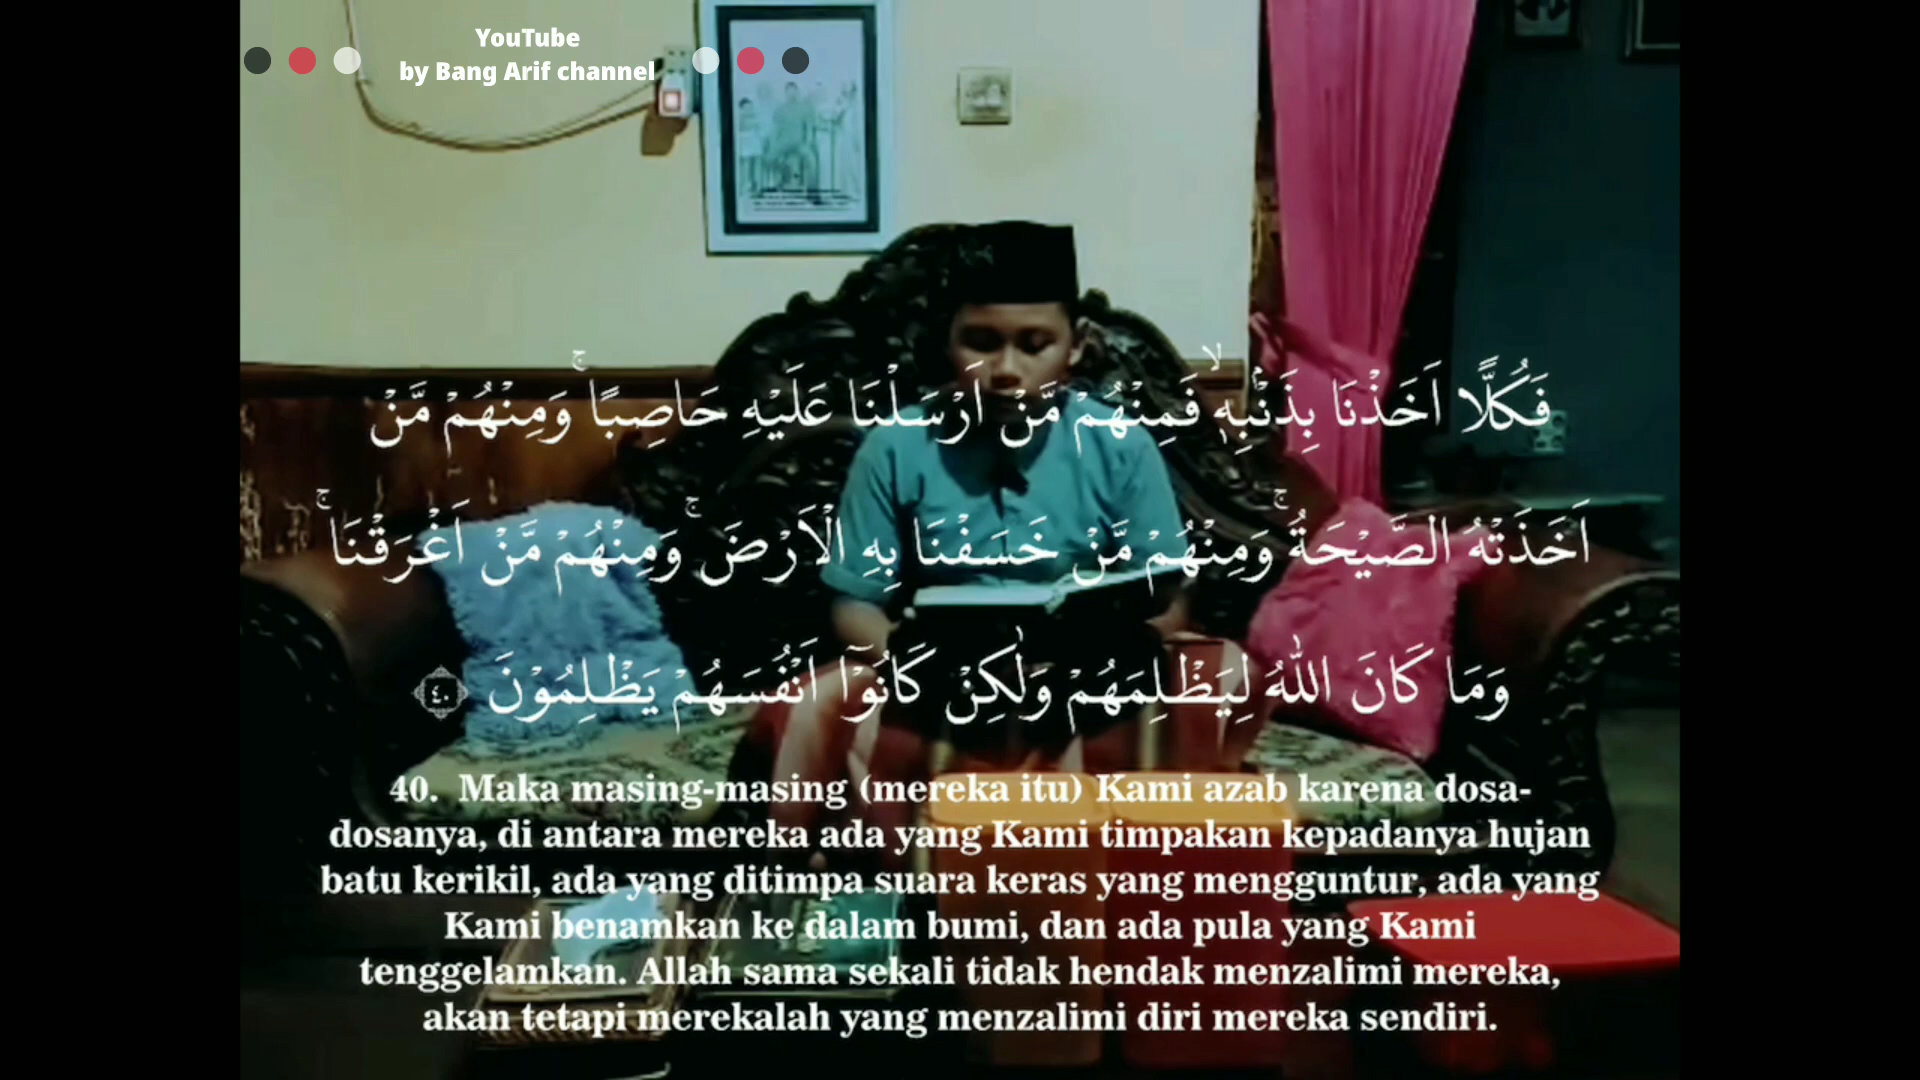 YouTube
by Bang Arif channel
فَكُلًّا اَخَذْنَا بِذَنْۢبِهٖۙ فَمِنْهُمْ مَّنْ اَرْسَلْنَا عَلَيْهِ حَاصِبًاۚ وَمِنْهُمْ مَّنْ
اَخَذَتْهُ الصَّيْحَةُۚ وَمِنْهُمْ مَّنْ خَسَفْنَا بِهِ الْاَرْضَۚ وَمِنْهُمْ مَّنْ اَغْرَقْنَاۚ
وَمَا كَانَ اللّٰهُ لِيَظْلِمَهُمْ وَلٰكِنْ كَانُوْٓا اَنْفُسَهُمْ يَظْلِمُوْنَ ٤٠
40. Maka masing-masing (mereka itu) Kami azab karena dosa-
dosanya, di antara mereka ada yang Kami timpakan kepadanya hujan
batu kerikil, ada yang ditimpa suara keras yang mengguntur, ada yang
Kami benamkan ke dalam bumi, dan ada pula yang Kami
tenggelamkan. Allah sama sekali tidak hendak menzalimi mereka,
akan tetapi merekalah yang menzalimi diri mereka sendiri.